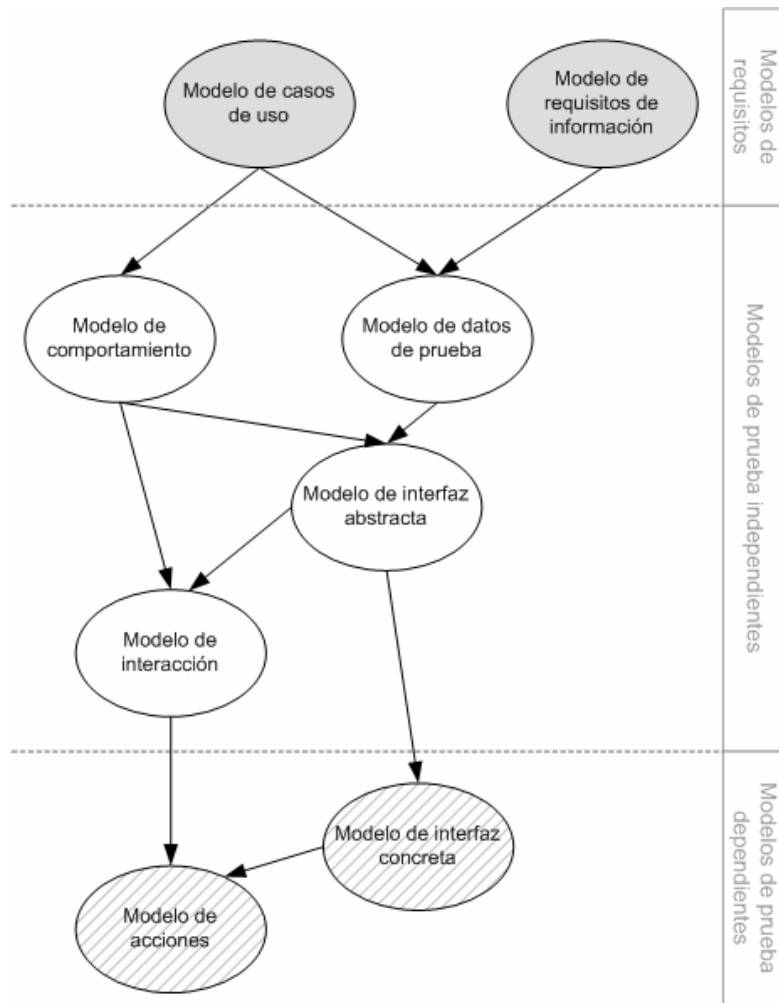 Modelo de casos
de uso
Modelo de
requisitos de
información
Modelos de
requisitos
Modelo de
comportamiento
Modelo de datos
de prueba
Modelo de interfaz
abstracta
Modelo de
interacción
Modelos de prueba independientes
Modelo de interfaz
concreta
Modelo de
acciones
Modelos de prueba
dependientes